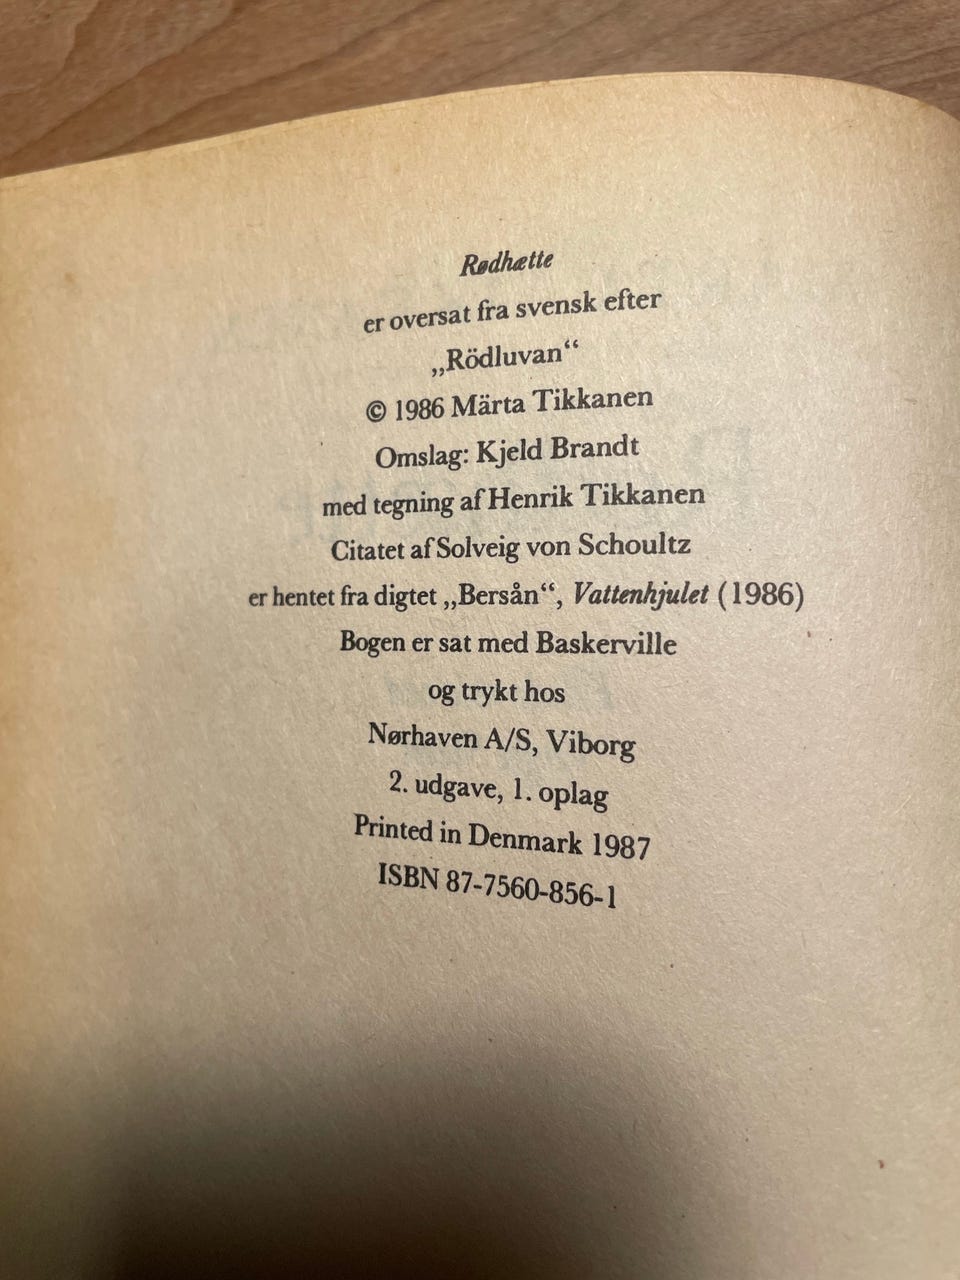 Rødhætte
er oversat fra svensk efter
„Rödluvan“
© 1986 Märta Tikkanen
Omslag: Kjeld Brandt
med tegning af Henrik Tikkanen
Citatet af Solveig von Schoultz
er hentet fra digtet „Bersån“, Vattenhjulet (1986)
Bogen er sat med Baskerville
og trykt hos
Nørhaven A/S, Viborg
2. udgave, 1. oplag
Printed in Denmark 1987
ISBN 87-7560-856-1